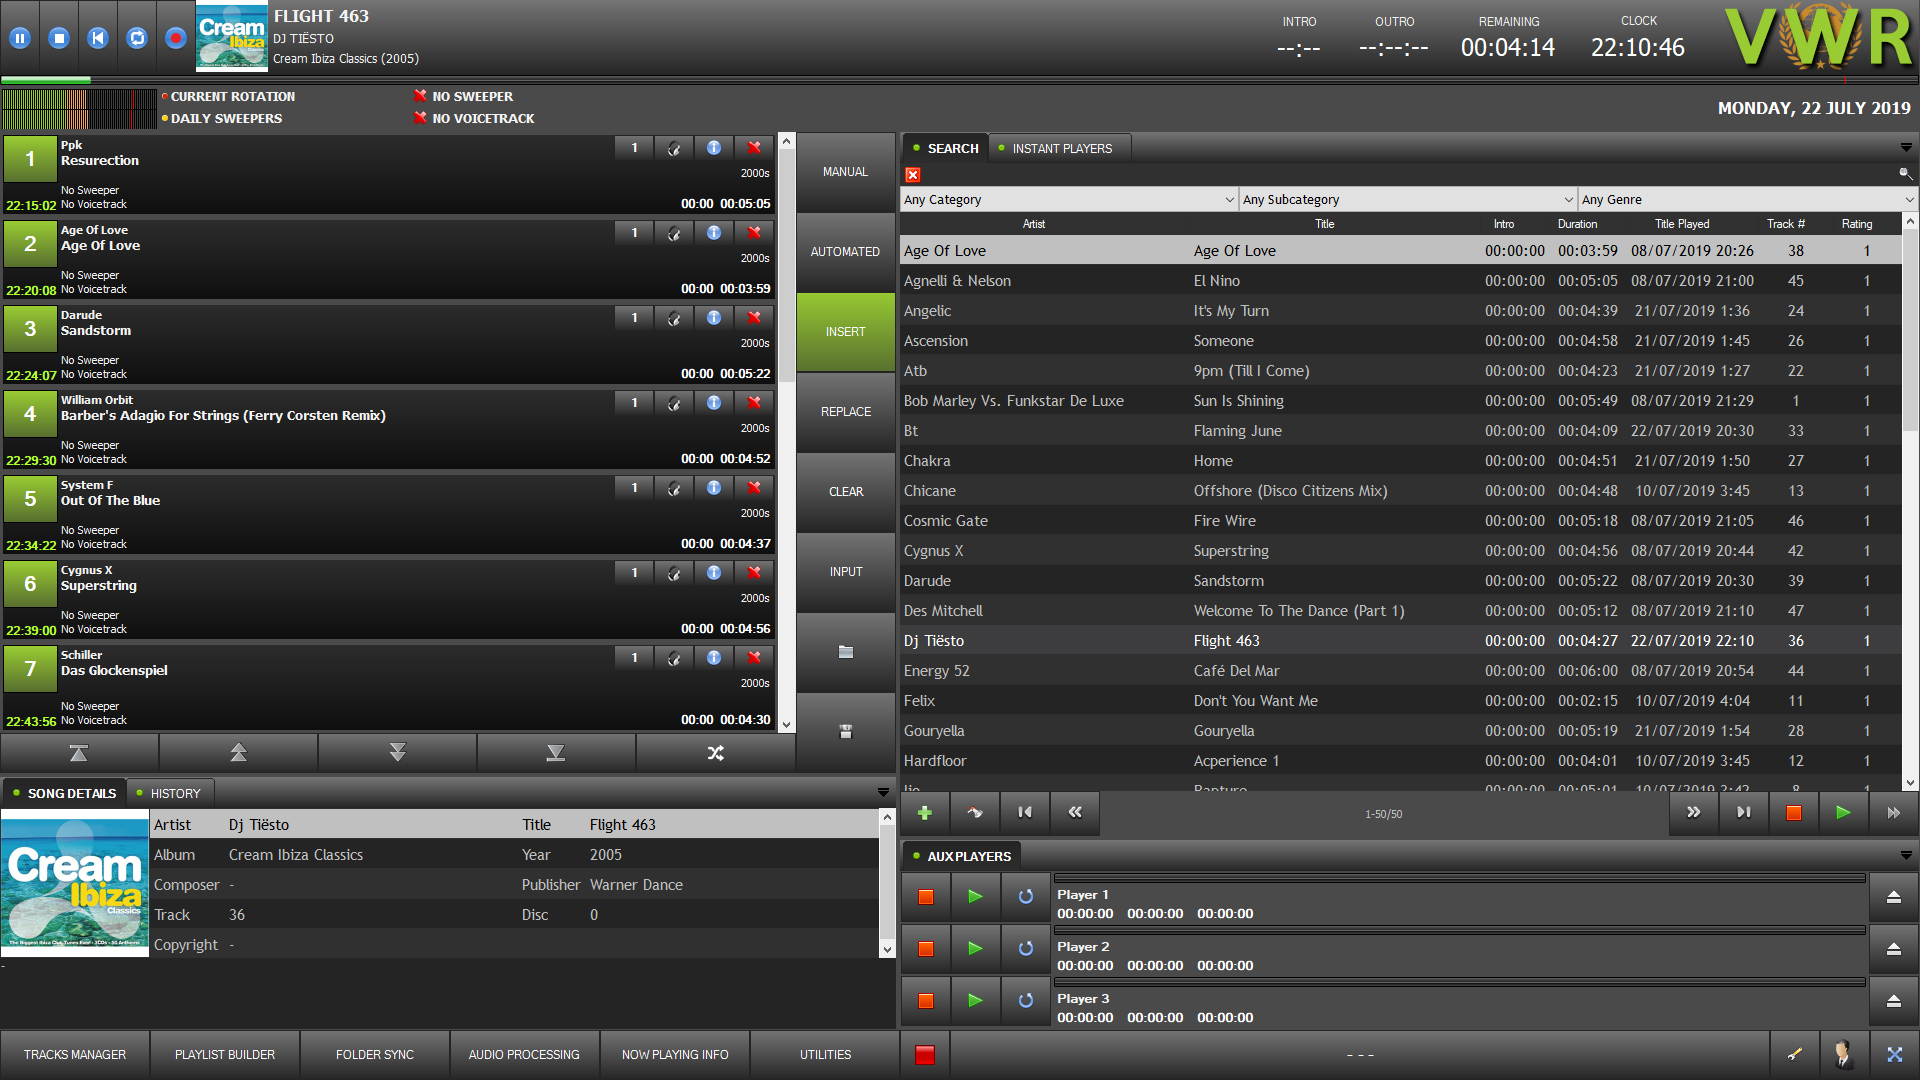 FLIGHT 463
DJ TIËSTO
Cream Ibiza Classics (2005)
Cream
Ibiza
Classics
INTRO
--:--
OUTRO
--:--:--
REMAINING
00:04:14
CLOCK
22:10:46
VWR
CURRENT ROTATION
DAILY SWEEPERS
NO SWEEPER
NO VOICETRACK
MONDAY, 22 JULY 2019
1 Ppk 1
Resurection
2000s
No Sweeper
22:15:02 No Voicetrack 00:00 00:05:05
2 Age Of Love 1
Age Of Love
2000s
No Sweeper
22:20:08 No Voicetrack 00:00 00:03:59
3 Darude 1
Sandstorm
2000s
No Sweeper
22:24:07 No Voicetrack 00:00 00:05:22
4 William Orbit 1
Barber's Adagio For Strings (Ferry Corsten Remix)
2000s
No Sweeper
22:29:30 No Voicetrack 00:00 00:04:52
5 System F 1
Out Of The Blue
2000s
No Sweeper
22:34:22 No Voicetrack 00:00 00:04:37
6 Cygnus X 1
Superstring
2000s
No Sweeper
22:39:00 No Voicetrack 00:00 00:04:56
7 Schiller 1
Das Glockenspiel
2000s
No Sweeper
22:43:56 No Voicetrack 00:00 00:04:30
MANUAL
AUTOMATED
INSERT
REPLACE
CLEAR
INPUT
SEARCH INSTANT PLAYERS
Any Category Any Subcategory Any Genre
Artist Title Intro Duration Title Played Track # Rating
Age Of Love Age Of Love 00:00:00 00:03:59 08/07/2019 20:26 38 1
Agnelli & Nelson El Nino 00:00:00 00:05:05 08/07/2019 21:00 45 1
Angelic It's My Turn 00:00:00 00:04:39 21/07/2019 1:36 24 1
Ascension Someone 00:00:00 00:04:58 21/07/2019 1:45 26 1
Atb 9pm (Till I Come) 00:00:00 00:04:23 21/07/2019 1:27 22 1
Bob Marley Vs. Funkstar De Luxe Sun Is Shining 00:00:00 00:05:49 08/07/2019 21:29 1 1
Bt Flaming June 00:00:00 00:04:09 22/07/2019 20:30 33 1
Chakra Home 00:00:00 00:04:51 21/07/2019 1:50 27 1
Chicane Offshore (Disco Citizens Mix) 00:00:00 00:04:48 10/07/2019 3:45 13 1
Cosmic Gate Fire Wire 00:00:00 00:05:18 08/07/2019 21:05 46 1
Cygnus X Superstring 00:00:00 00:04:56 08/07/2019 20:44 42 1
Darude Sandstorm 00:00:00 00:05:22 08/07/2019 20:30 39 1
Des Mitchell Welcome To The Dance (Part 1) 00:00:00 00:05:12 08/07/2019 21:10 47 1
Dj Tiësto Flight 463 00:00:00 00:04:27 22/07/2019 22:10 36 1
Energy 52 Café Del Mar 00:00:00 00:06:00 08/07/2019 20:54 44 1
Felix Don't You Want Me 00:00:00 00:02:15 10/07/2019 4:04 11 1
Gouryella Gouryella 00:00:00 00:05:19 21/07/2019 1:54 28 1
Hardfloor Acperience 1 00:00:00 00:04:01 10/07/2019 3:45 12 1
Iio Rapture 00:00:00 00:05:01 10/07/2019 3:42 8 1
1-50/50
SONG DETAILS HISTORY
Cream
Ibiza
Classics
Artist Dj Tiësto Title Flight 463
Album Cream Ibiza Classics Year 2005
Composer - Publisher Warner Dance
Track 36 Disc 0
Copyright -
-
AUX PLAYERS
Player 1
00:00:00 00:00:00 00:00:00
Player 2
00:00:00 00:00:00 00:00:00
Player 3
00:00:00 00:00:00 00:00:00
TRACKS MANAGER PLAYLIST BUILDER FOLDER SYNC AUDIO PROCESSING NOW PLAYING INFO UTILITIES - - -